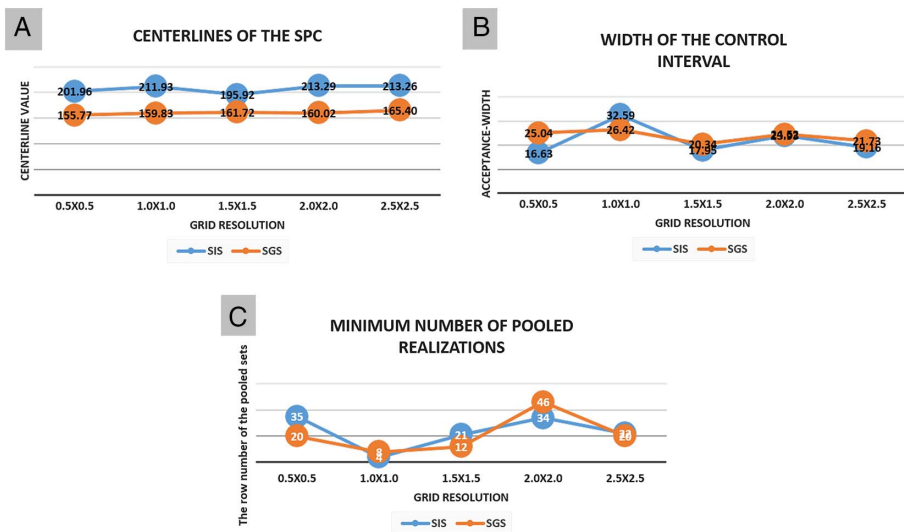 A
CENTERLINES OF THE SPC
CENTERLINE VALUE
201.96
211.93
195.92
213.29
213.26
155.77
159.83
161.72
160.02
165.40
0.5X0.5 1.0X1.0 1.5X1.5 2.0X2.0 2.5X2.5
GRID RESOLUTION
SIS SGS
B
WIDTH OF THE CONTROL
INTERVAL
ACCEPTANCE-WIDTH
25.04
16.63
32.59
26.42
20.34
17.95
21.73
19.16
0.5X0.5 1.0X1.0 1.5X1.5 2.0X2.0 2.5X2.5
GRID RESOLUTION
SIS SGS
C
MINIMUM NUMBER OF POOLED
REALIZATIONS
The row number of the pooled sets
35
20
8
21
12
46
34
0.5X0.5 1.0X1.0 1.5X1.5 2.0X2.0 2.5X2.5
GRID RESOLUTION
SIS SGS